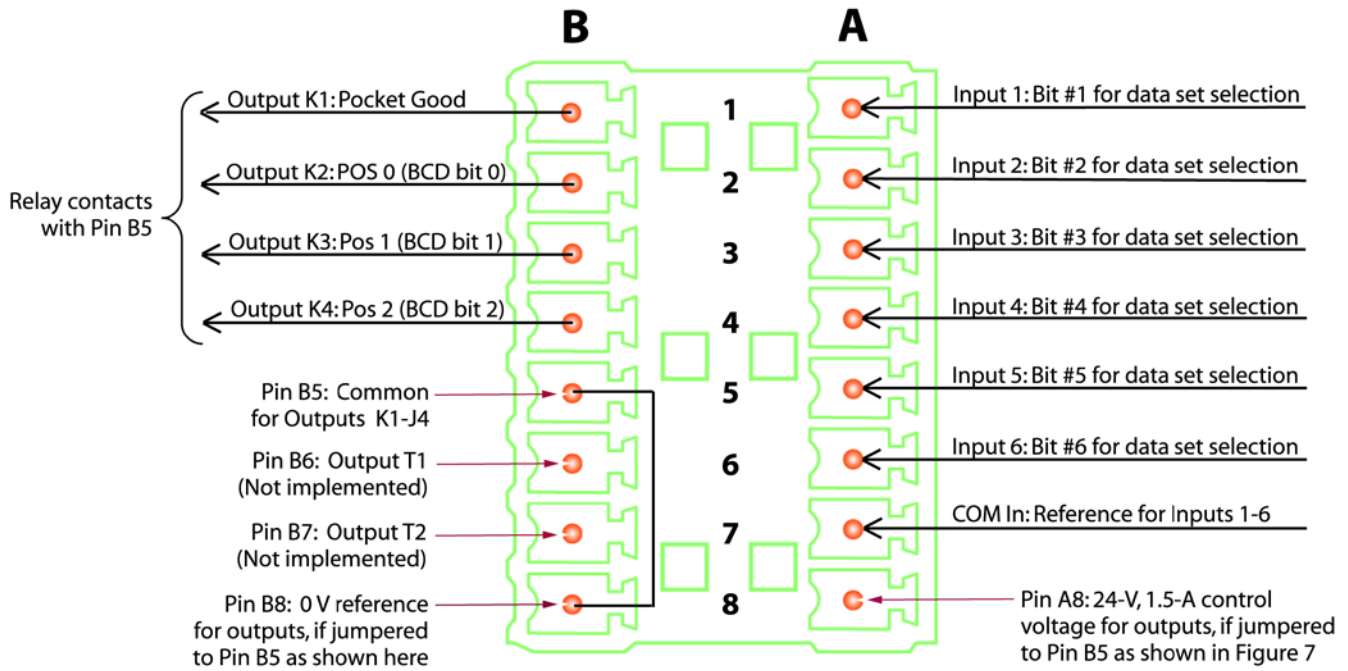 B
A
Output K1: Pocket Good
1
Input 1: Bit #1 for data set selection
Output K2: POS 0 (BCD bit 0)
2
Input 2: Bit #2 for data set selection
Relay contacts
with Pin B5
Output K3: Pos 1 (BCD bit 1)
3
Input 3: Bit #3 for data set selection
Output K4: Pos 2 (BCD bit 2)
4
Input 4: Bit #4 for data set selection
Pin B5: Common
for Outputs K1-J4
5
Input 5: Bit #5 for data set selection
Pin B6: Output T1
(Not implemented)
6
Input 6: Bit #6 for data set selection
Pin B7: Output T2
(Not implemented)
7
COM In: Reference for Inputs 1-6
Pin B8: 0 V reference
for outputs, if jumpered
to Pin B5 as shown here
8
Pin A8: 24-V, 1.5-A control
voltage for outputs, if jumpered
to Pin B5 as shown in Figure 7